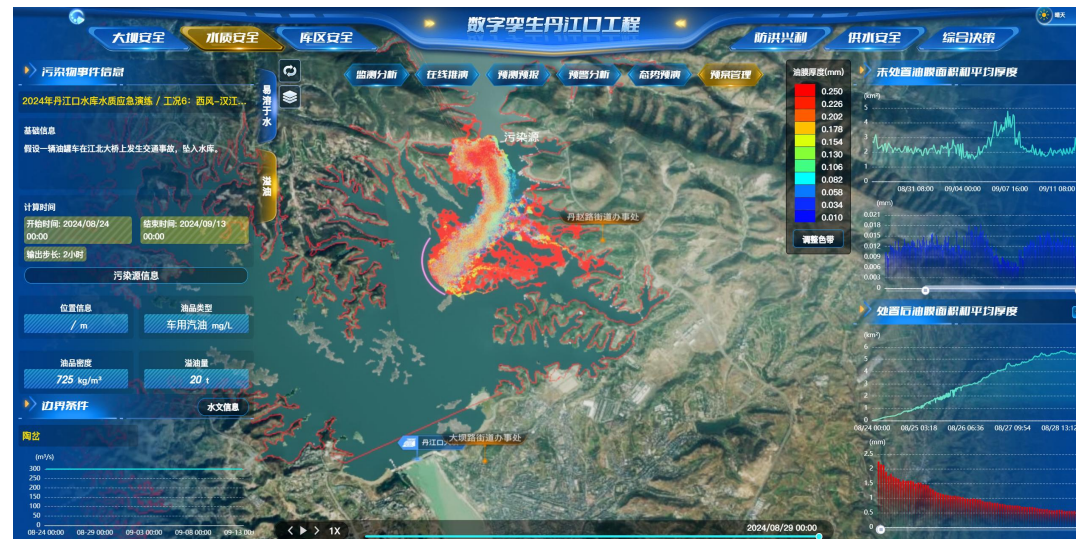 数字孪生丹江口工程
晴天
大坝安全
水质安全
库区安全
防洪兴利
供水安全
综合决策
污染物事件信息
2024年丹江口水库水质应急演练 / 工况6：西风-汉江...
基础信息
假设一辆油罐车在江北大桥上发生交通事故，坠入水库。
计算时间
开始时间: 2024/08/24 00:00
结束时间: 2024/09/13 00:00
输出步长: 2小时
污染源信息
位置信息
/ m
油品类型
车用汽油 mg/L
油品密度
725 kg/m³
溢油量
20 t
边界条件
水文信息
陶岔
(m³/s)
300
250
200
150
100
50
0
08-24 00:00
08-29 00:00
09-03 00:00
09-08 00:00
09-13 00:
易溶于水
溢油
监测分析
在线推演
预测预报
预警分析
态势预演
预案管理
污染源
丹赵路街道办事处
丹江口
大坝路街道办事处
1X
2024/08/29 00:00
油膜厚度(mm)
0.250
0.226
0.202
0.178
0.154
0.130
0.106
0.082
0.058
0.034
0.010
调整色带
未处置油膜面积和平均厚度
(km²)
5
4
3
2
1
0
08/31 08:00
09/04 00:00
09/07 16:00
09/11 08:00
(mm)
0.021
0.018
0.015
0.012
0.009
0.006
0.003
0
处置后油膜面积和平均厚度
(km²)
6
5
4
3
2
1
0
08/24 00:00
08/25 03:18
08/26 06:36
08/27 09:54
08/28 13:12
(mm)
2.5
2
1.5
1
0.5
0